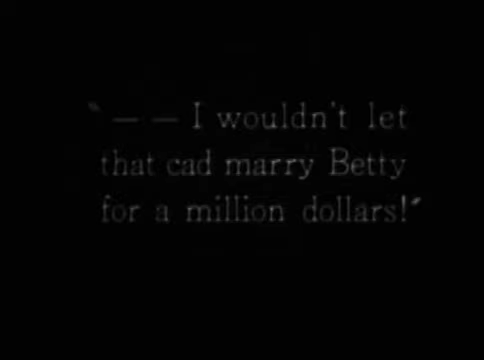 "— — I wouldn't let
that cad marry Betty
for a million dollars!"